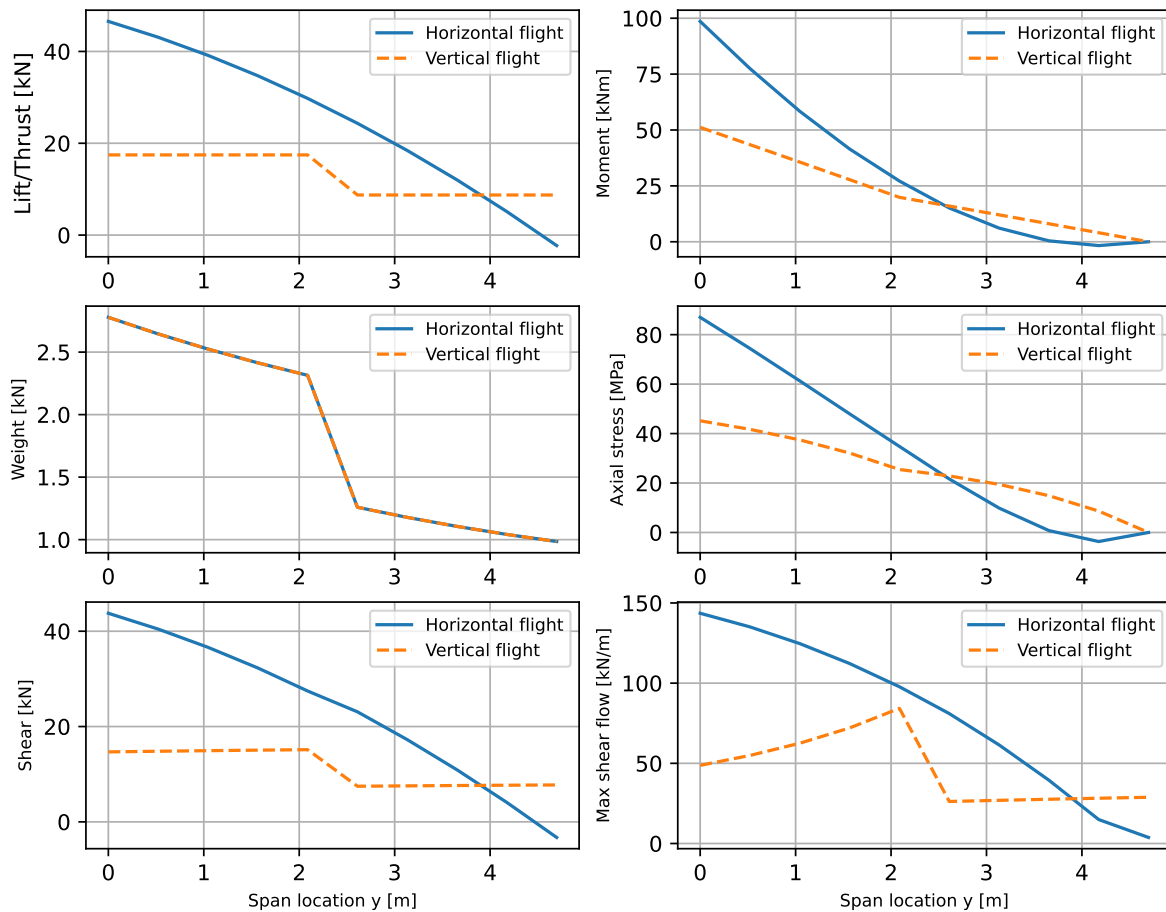 Lift/Thrust [kN]
40
20
0
0 1 2 3 4
Horizontal flight
Vertical flight
Moment [kNm]
100
75
50
25
0
0 1 2 3 4
Horizontal flight
Vertical flight
Weight [kN]
2.5
2.0
1.5
1.0
0 1 2 3 4
Horizontal flight
Vertical flight
Axial stress [MPa]
80
60
40
20
0
0 1 2 3 4
Horizontal flight
Vertical flight
Shear [kN]
40
20
0
0 1 2 3 4
Span location y [m]
Horizontal flight
Vertical flight
Max shear flow [kN/m]
150
100
50
0
0 1 2 3 4
Span location y [m]
Horizontal flight
Vertical flight